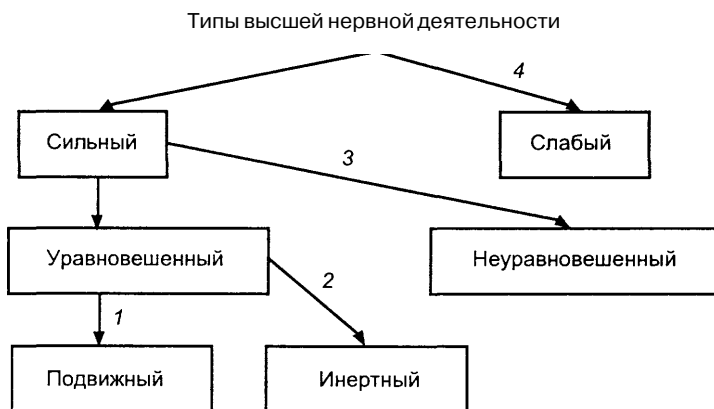 Типы высшей нервной деятельности
4
Сильный
Слабый
3
Уравновешенный
Неуравновешенный
2
1
Подвижный
Инертный